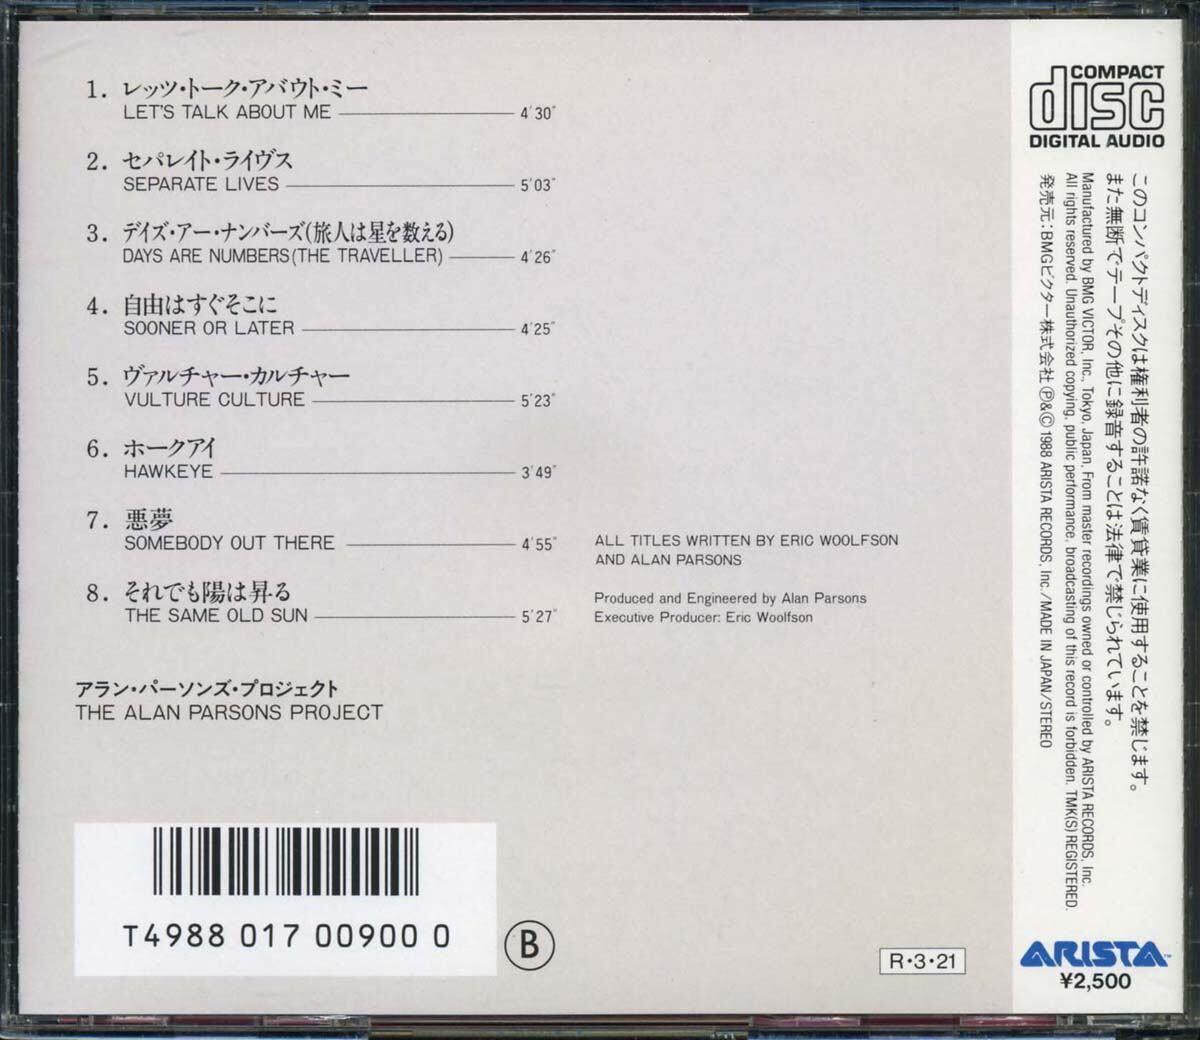 1. レッツ・トーク・アバウト・ミー
LET'S TALK ABOUT ME 4'30"
2. セパレイト・ライヴス
SEPARATE LIVES 5'03"
3. デイズ・アー・ナンバーズ(旅人は星を数える)
DAYS ARE NUMBERS(THE TRAVELLER) 4'26"
4. 自由はすぐそこに
SOONER OR LATER 4'25"
5. ヴァルチャー・カルチャー
VULTURE CULTURE 5'23"
6. ホークアイ
HAWKEYE 3'49"
7. 悪夢
SOMEBODY OUT THERE 4'55"
8. それでも陽は昇る
THE SAME OLD SUN 5'27"
ALL TITLES WRITTEN BY ERIC WOOLFSON
AND ALAN PARSONS
Produced and Engineered by Alan Parsons
Executive Producer: Eric Woolfson
アラン・パーソンズ・プロジェクト
THE ALAN PARSONS PROJECT
T4988 017 00900 0
B
R・3・21
COMPACT
disc
DIGITAL AUDIO
このコンパクトディスクは権利者の許諾なく賃貸業に使用することを禁じます。
また無断でテープその他に録音することは法律で禁じられています。
Manufactured by BMG VICTOR, Inc., Tokyo, Japan, From master recordings owned or controlled by ARISTA RECORDS, Inc.
All rights reserved. Unauthorized copying, public performance, broadcasting of this record is forbidden. TMK(S) REGISTERED.
発売元:BMGビクター株式会社 Ⓟ&Ⓒ 1988 ARISTA RECORDS, Inc./MADE IN JAPAN/STEREO
ARISTA™
¥2,500